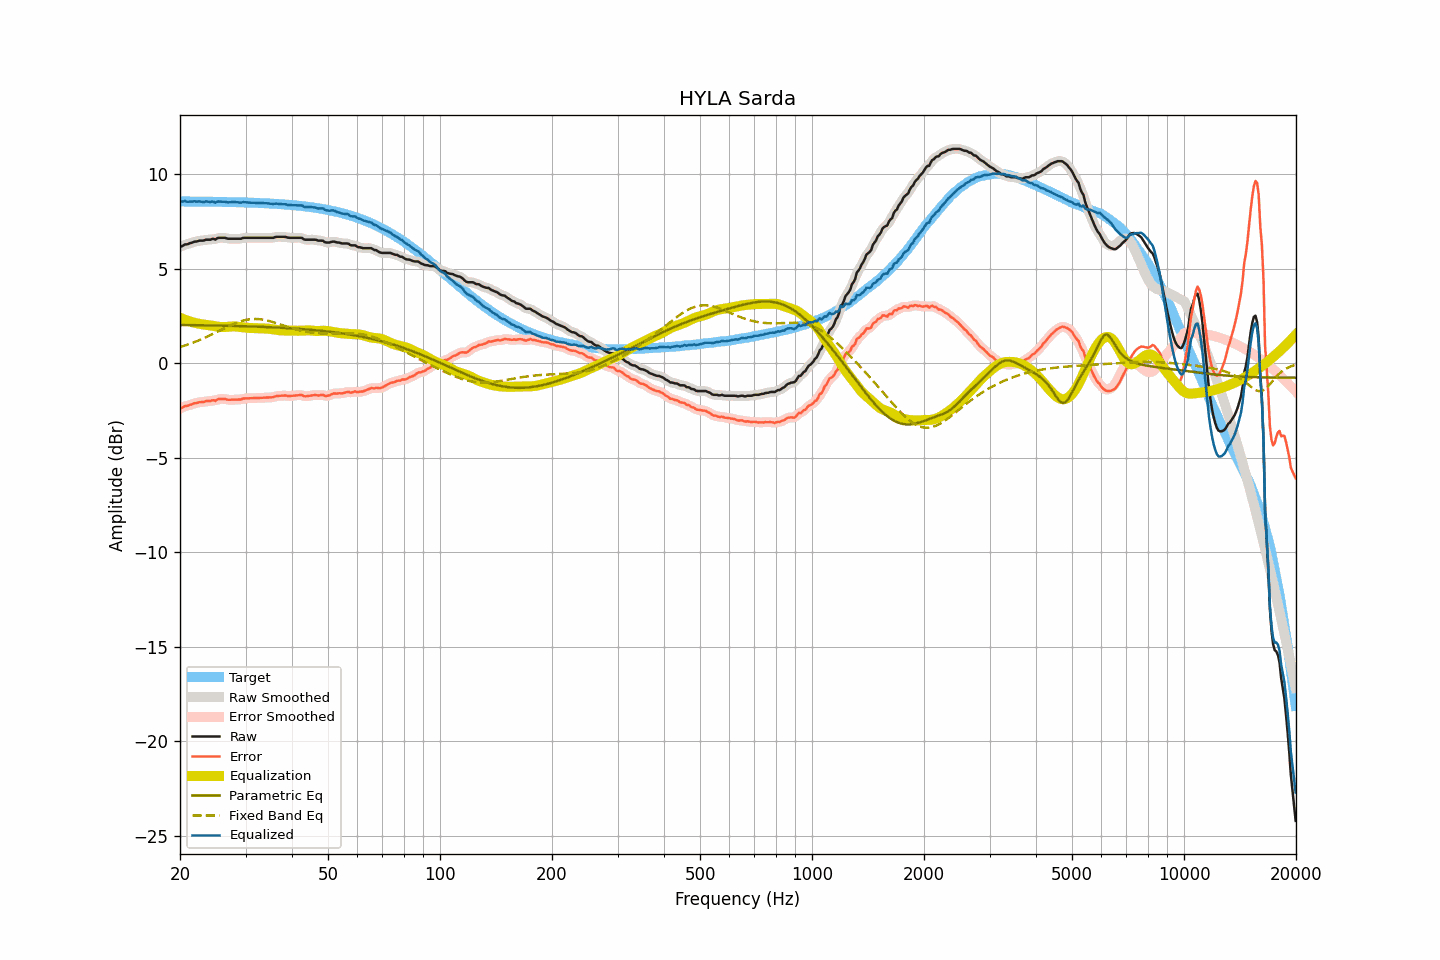 HYLA Sarda
Amplitude (dBr)
10
5
0
−5
−10
−15
−20
−25
Target
Raw Smoothed
Error Smoothed
Raw
Error
Equalization
Parametric Eq
Fixed Band Eq
Equalized
20 50 100 200 500 1000 2000 5000 10000 20000
Frequency (Hz)